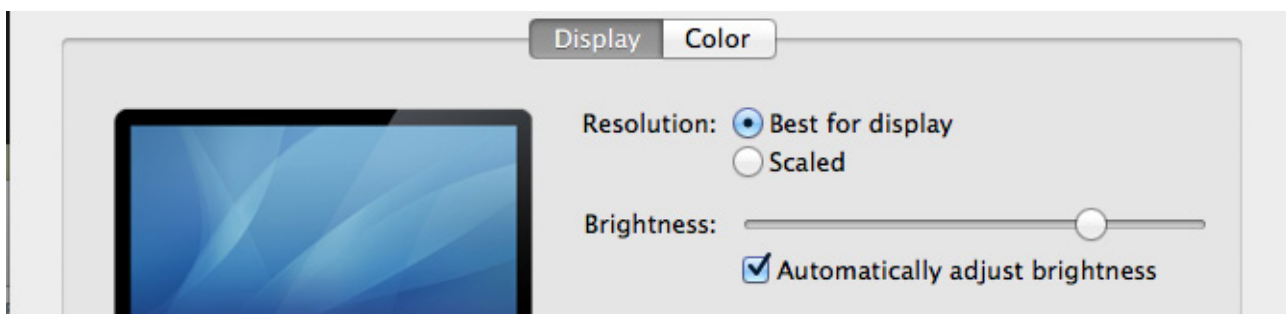 Display Color
Resolution: Best for display
Scaled
Brightness:
Automatically adjust brightness